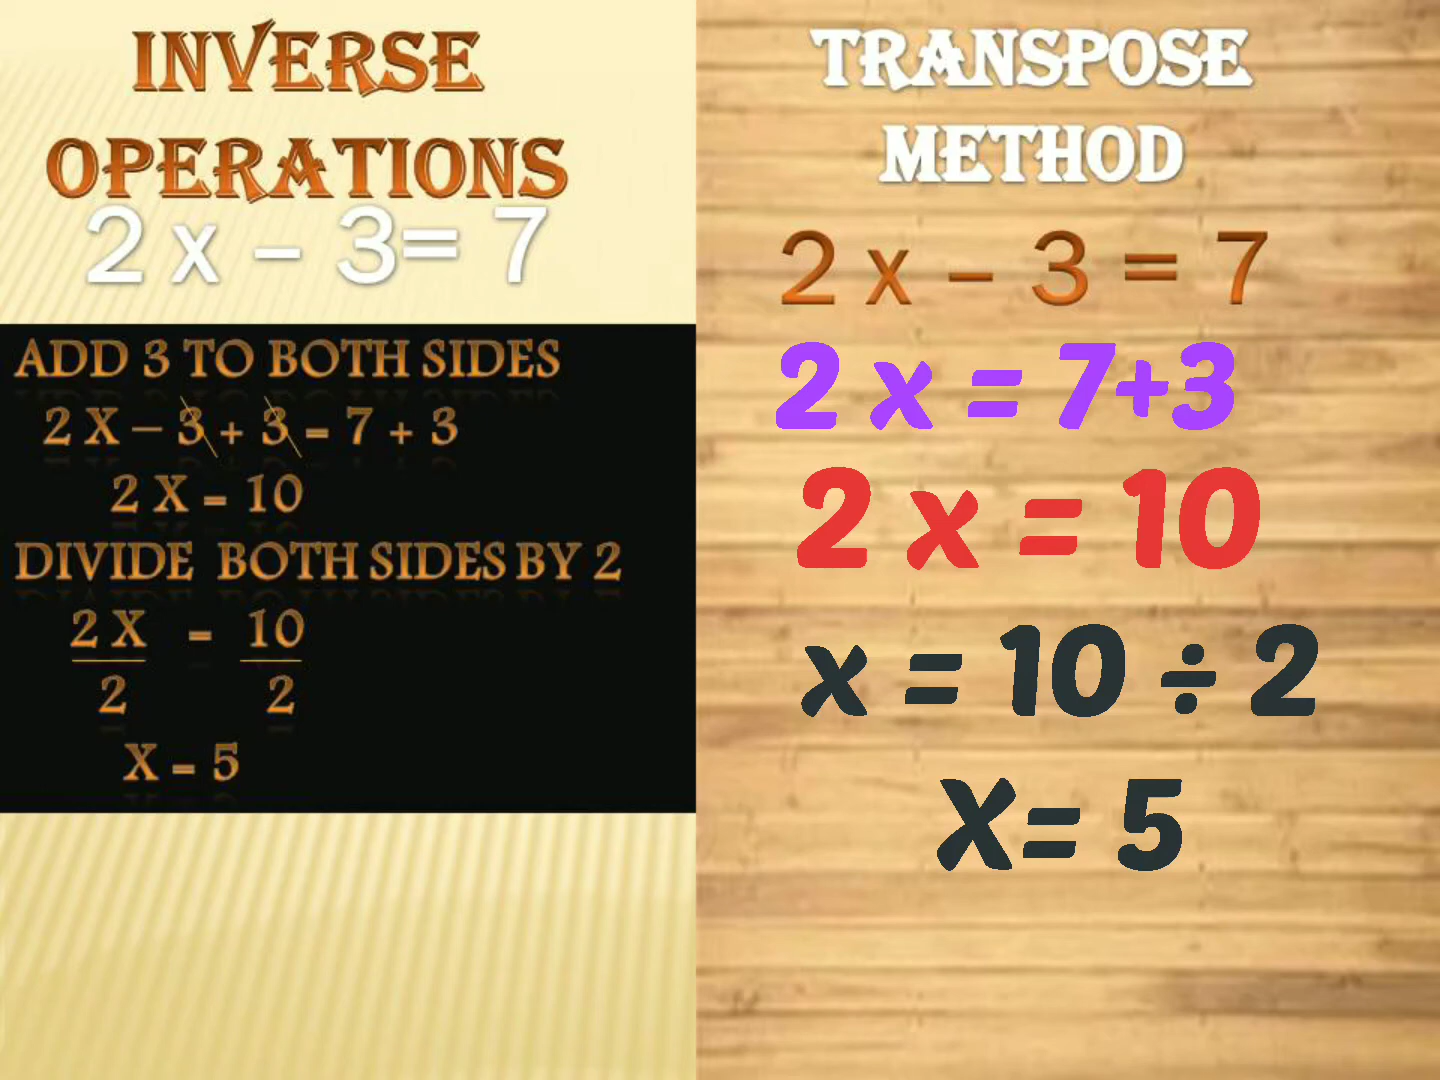 INVERSE
OPERATIONS
2 x – 3= 7
ADD 3 TO BOTH SIDES
2 X – 3 + 3 = 7 + 3
2 X = 10
DIVIDE BOTH SIDES BY 2
2 X = 10
2 2
X = 5
TRANSPOSE
METHOD
2 x – 3 = 7
2 x = 7+3
2 x = 10
x = 10 ÷ 2
X= 5